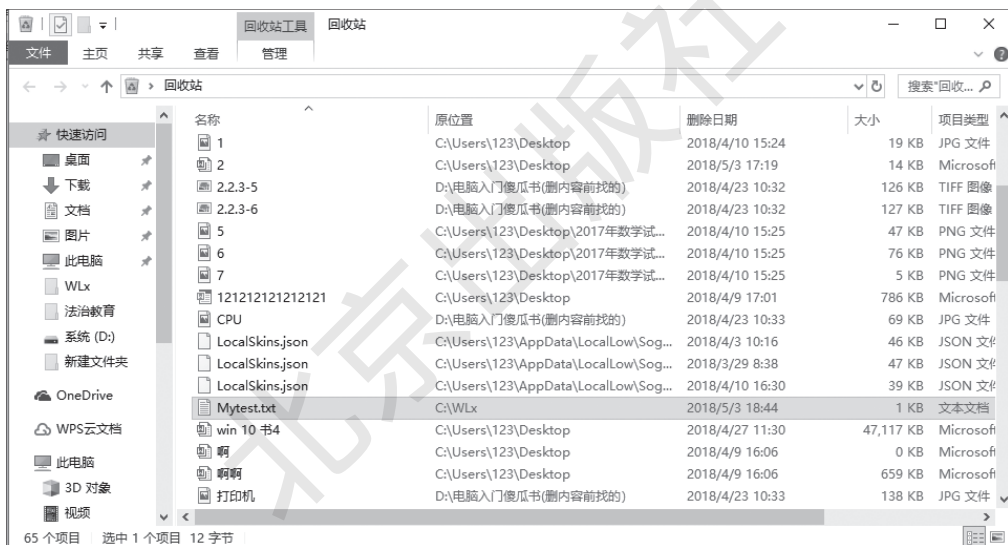 回收站工具 回收站
文件 主页 共享 查看 管理
回收站 搜索"回收...
名称 原位置 删除日期 大小 项目类型
快速访问
桌面
下载
文档
图片
此电脑
WLx
法治教育
系统 (D:)
新建文件夹
OneDrive
WPS云文档
此电脑
3D 对象
视频
1 C:\Users\123\Desktop 2018/4/10 15:24 19 KB JPG 文件
2 C:\Users\123\Desktop 2018/5/3 17:19 14 KB Microsoft
2.2.3-5 D:\电脑入门傻瓜书(删内容前找的) 2018/4/23 10:32 126 KB TIFF 图像
2.2.3-6 D:\电脑入门傻瓜书(删内容前找的) 2018/4/23 10:32 127 KB TIFF 图像
5 C:\Users\123\Desktop\2017年数学试... 2018/4/10 15:25 47 KB PNG 文件
6 C:\Users\123\Desktop\2017年数学试... 2018/4/10 15:25 76 KB PNG 文件
7 C:\Users\123\Desktop\2017年数学试... 2018/4/10 15:25 5 KB PNG 文件
121212121212121 C:\Users\123\Desktop 2018/4/9 17:01 786 KB Microsoft
CPU D:\电脑入门傻瓜书(删内容前找的) 2018/4/23 10:33 69 KB JPG 文件
LocalSkins.json C:\Users\123\AppData\LocalLow\Sog... 2018/4/3 10:16 46 KB JSON 文件
LocalSkins.json C:\Users\123\AppData\LocalLow\Sog... 2018/3/29 8:38 47 KB JSON 文件
LocalSkins.json C:\Users\123\AppData\LocalLow\Sog... 2018/4/10 16:30 39 KB JSON 文件
Mytest.txt C:\WLx 2018/5/3 18:44 1 KB 文本文档
win 10 书4 C:\Users\123\Desktop 2018/4/27 11:30 47,117 KB Microsoft
啊 C:\Users\123\Desktop 2018/4/9 16:06 0 KB Microsoft
啊啊 C:\Users\123\Desktop 2018/4/9 16:06 659 KB Microsoft
打印机 D:\电脑入门傻瓜书(删内容前找的) 2018/4/23 10:33 138 KB JPG 文件
65 个项目 选中 1 个项目 12 字节
北京出版社